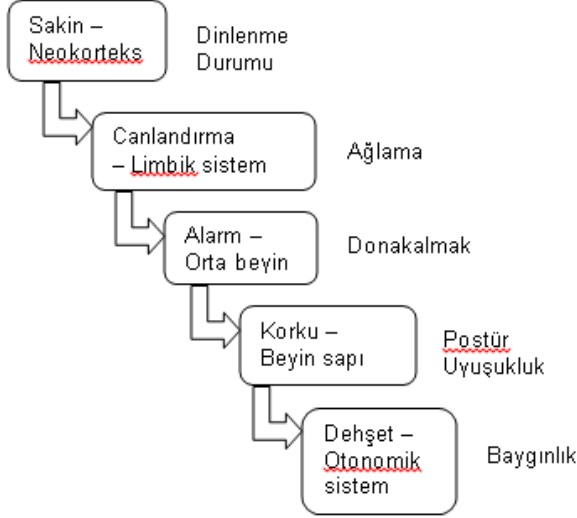 Sakin –
Neokorteks
Dinlenme
Durumu
Canlandırma
– Limbik sistem
Ağlama
Alarm –
Orta beyin
Donakalmak
Korku –
Beyin sapı
Postür
Uyuşukluk
Dehşet –
Otonomik
sistem
Baygınlık